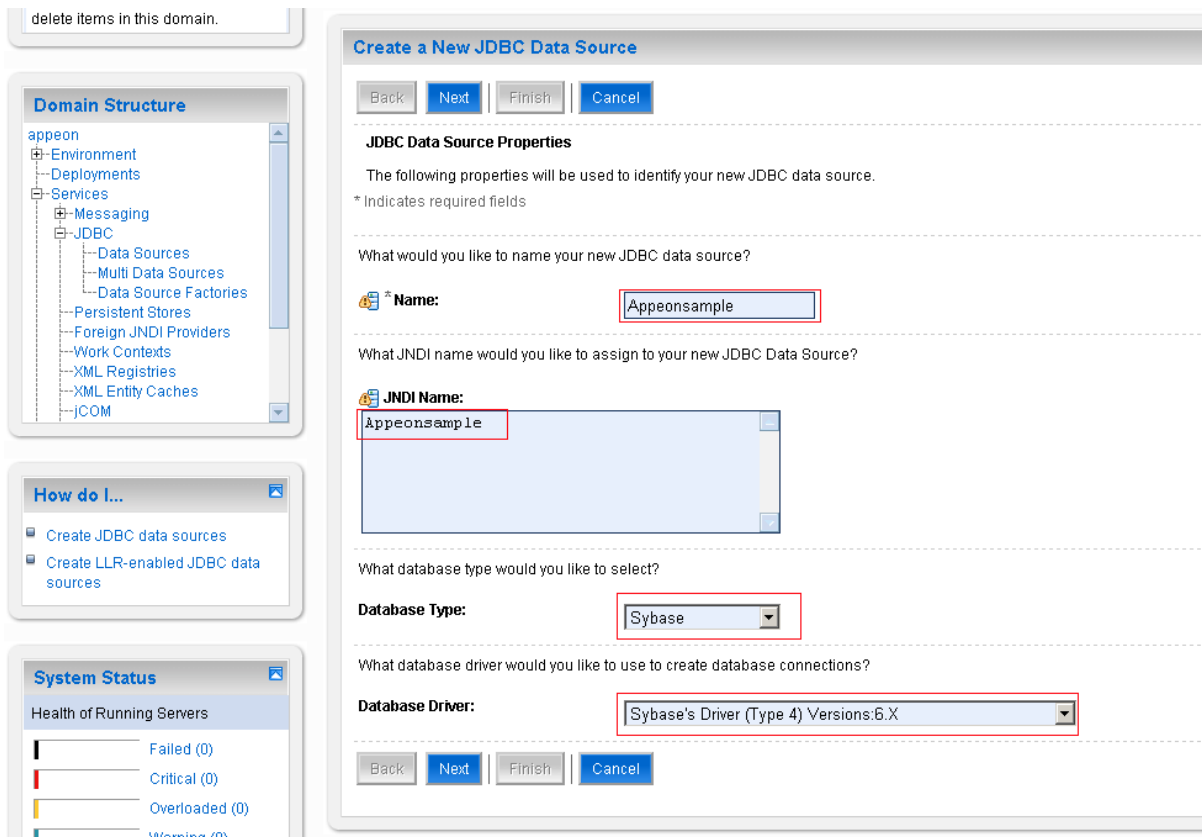 delete items in this domain.
Domain Structure
appeon
Environment
Deployments
Services
Messaging
JDBC
Data Sources
Multi Data Sources
Data Source Factories
Persistent Stores
Foreign JNDI Providers
Work Contexts
XML Registries
XML Entity Caches
jCOM
How do I...
Create JDBC data sources
Create LLR-enabled JDBC data
sources
System Status
Health of Running Servers
Failed (0)
Critical (0)
Overloaded (0)
Warning (0)
Create a New JDBC Data Source
Back Next Finish Cancel
JDBC Data Source Properties
The following properties will be used to identify your new JDBC data source.
* Indicates required fields
What would you like to name your new JDBC data source?
* Name: Appeonsample
What JNDI name would you like to assign to your new JDBC Data Source?
JNDI Name:
Appeonsample
What database type would you like to select?
Database Type: Sybase
What database driver would you like to use to create database connections?
Database Driver: Sybase's Driver (Type 4) Versions:6.X
Back Next Finish Cancel